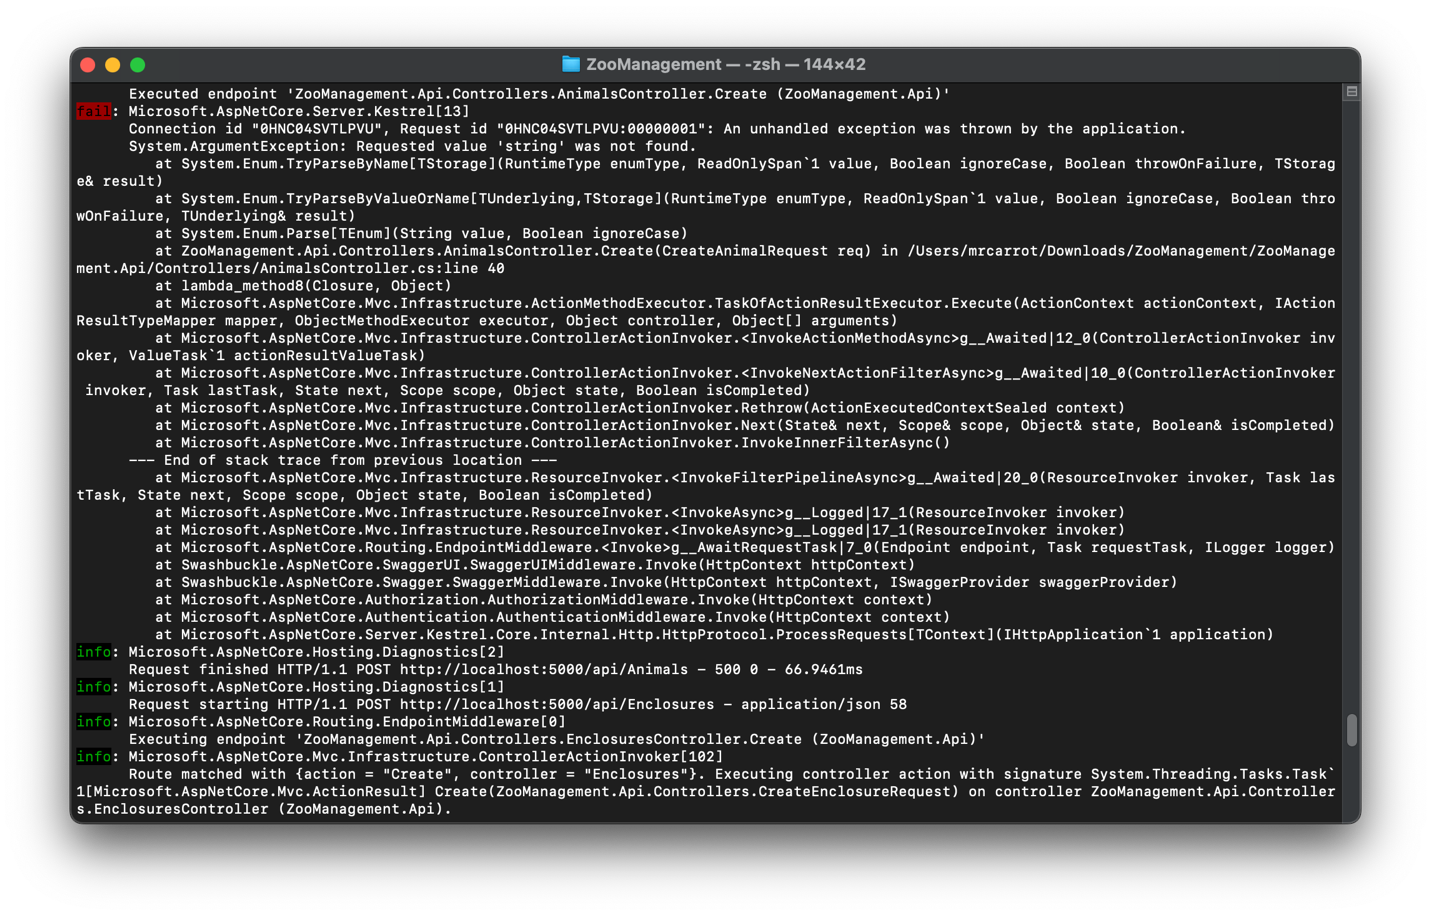 ZooManagement — -zsh — 144×42
Executed endpoint 'ZooManagement.Api.Controllers.AnimalsController.Create (ZooManagement.Api)'
fail: Microsoft.AspNetCore.Server.Kestrel[13]
Connection id "0HNC04SVTLPVU", Request id "0HNC04SVTLPVU:00000001": An unhandled exception was thrown by the application.
System.ArgumentException: Requested value 'string' was not found.
at System.Enum.TryParseByName[TStorage](RuntimeType enumType, ReadOnlySpan`1 value, Boolean ignoreCase, Boolean throwOnFailure, TStorag
e& result)
at System.Enum.TryParseByValueOrName[TUnderlying,TStorage](RuntimeType enumType, ReadOnlySpan`1 value, Boolean ignoreCase, Boolean thro
wOnFailure, TUnderlying& result)
at System.Enum.Parse[TEnum](String value, Boolean ignoreCase)
at ZooManagement.Api.Controllers.AnimalsController.Create(CreateAnimalRequest req) in /Users/mrcarrot/Downloads/ZooManagement/ZooManage
ment.Api/Controllers/AnimalsController.cs:line 40
at lambda_method8(Closure, Object)
at Microsoft.AspNetCore.Mvc.Infrastructure.ActionMethodExecutor.TaskOfActionResultExecutor.Execute(ActionContext actionContext, IAction
ResultTypeMapper mapper, ObjectMethodExecutor executor, Object controller, Object[] arguments)
at Microsoft.AspNetCore.Mvc.Infrastructure.ControllerActionInvoker.<InvokeActionMethodAsync>g__Awaited|12_0(ControllerActionInvoker inv
oker, ValueTask`1 actionResultValueTask)
at Microsoft.AspNetCore.Mvc.Infrastructure.ControllerActionInvoker.<InvokeNextActionFilterAsync>g__Awaited|10_0(ControllerActionInvoker
invoker, Task lastTask, State next, Scope scope, Object state, Boolean isCompleted)
at Microsoft.AspNetCore.Mvc.Infrastructure.ControllerActionInvoker.Rethrow(ActionExecutedContextSealed context)
at Microsoft.AspNetCore.Mvc.Infrastructure.ControllerActionInvoker.Next(State& next, Scope& scope, Object& state, Boolean& isCompleted)
at Microsoft.AspNetCore.Mvc.Infrastructure.ControllerActionInvoker.InvokeInnerFilterAsync()
--- End of stack trace from previous location ---
at Microsoft.AspNetCore.Mvc.Infrastructure.ResourceInvoker.<InvokeFilterPipelineAsync>g__Awaited|20_0(ResourceInvoker invoker, Task las
tTask, State next, Scope scope, Object state, Boolean isCompleted)
at Microsoft.AspNetCore.Mvc.Infrastructure.ResourceInvoker.<InvokeAsync>g__Logged|17_1(ResourceInvoker invoker)
at Microsoft.AspNetCore.Mvc.Infrastructure.ResourceInvoker.<InvokeAsync>g__Logged|17_1(ResourceInvoker invoker)
at Microsoft.AspNetCore.Routing.EndpointMiddleware.<Invoke>g__AwaitRequestTask|7_0(Endpoint endpoint, Task requestTask, ILogger logger)
at Swashbuckle.AspNetCore.SwaggerUI.SwaggerUIMiddleware.Invoke(HttpContext httpContext)
at Swashbuckle.AspNetCore.Swagger.SwaggerMiddleware.Invoke(HttpContext httpContext, ISwaggerProvider swaggerProvider)
at Microsoft.AspNetCore.Authorization.AuthorizationMiddleware.Invoke(HttpContext context)
at Microsoft.AspNetCore.Authentication.AuthenticationMiddleware.Invoke(HttpContext context)
at Microsoft.AspNetCore.Server.Kestrel.Core.Internal.Http.HttpProtocol.ProcessRequests[TContext](IHttpApplication`1 application)
info: Microsoft.AspNetCore.Hosting.Diagnostics[2]
Request finished HTTP/1.1 POST http://localhost:5000/api/Animals - 500 0 - 66.9461ms
info: Microsoft.AspNetCore.Hosting.Diagnostics[1]
Request starting HTTP/1.1 POST http://localhost:5000/api/Enclosures - application/json 58
info: Microsoft.AspNetCore.Routing.EndpointMiddleware[0]
Executing endpoint 'ZooManagement.Api.Controllers.EnclosuresController.Create (ZooManagement.Api)'
info: Microsoft.AspNetCore.Mvc.Infrastructure.ControllerActionInvoker[102]
Route matched with {action = "Create", controller = "Enclosures"}. Executing controller action with signature System.Threading.Tasks.Task`
1[Microsoft.AspNetCore.Mvc.ActionResult] Create(ZooManagement.Api.Controllers.CreateEnclosureRequest) on controller ZooManagement.Api.Controller
s.EnclosuresController (ZooManagement.Api).